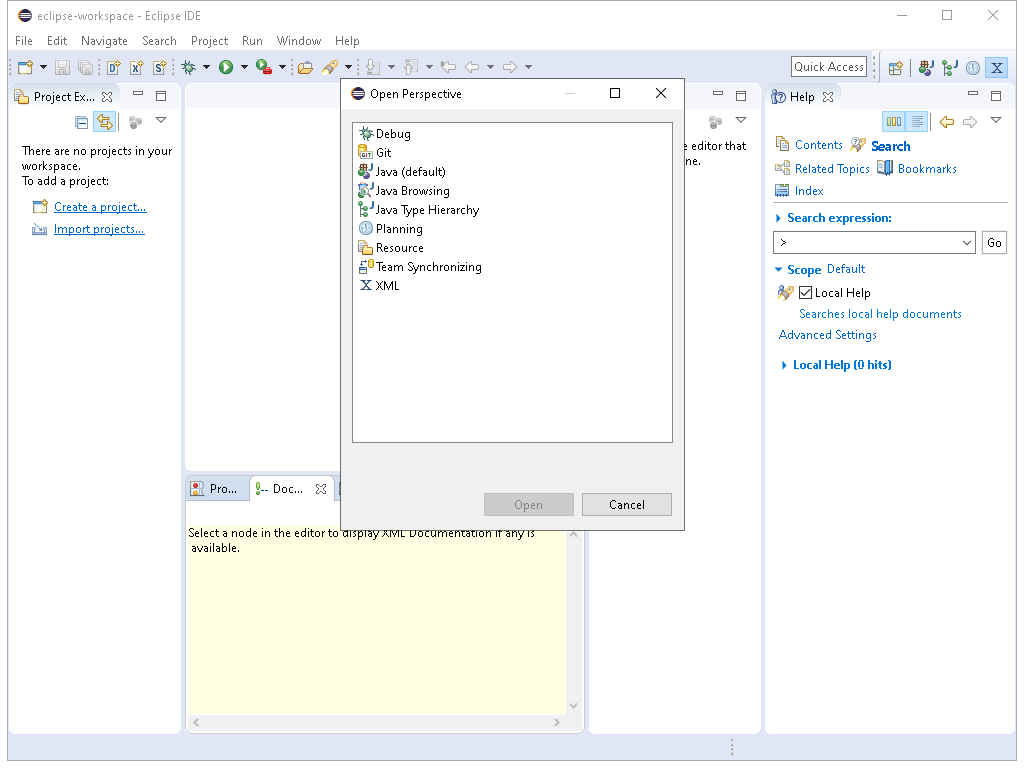 eclipse-workspace - Eclipse IDE
File Edit Navigate Search Project Run Window Help
Quick Access
Project Ex...
There are no projects in your
workspace.
To add a project:
Create a project...
Import projects...
Open Perspective
Debug
Git
Java (default)
Java Browsing
Java Type Hierarchy
Planning
Resource
Team Synchronizing
XML
Open
Cancel
editor that
ne.
Pro...
Doc...
Select a node in the editor to display XML Documentation if any is
available.
Help
Contents
Search
Related Topics
Bookmarks
Index
Search expression:
>
Go
Scope Default
Local Help
Searches local help documents
Advanced Settings
Local Help (0 hits)